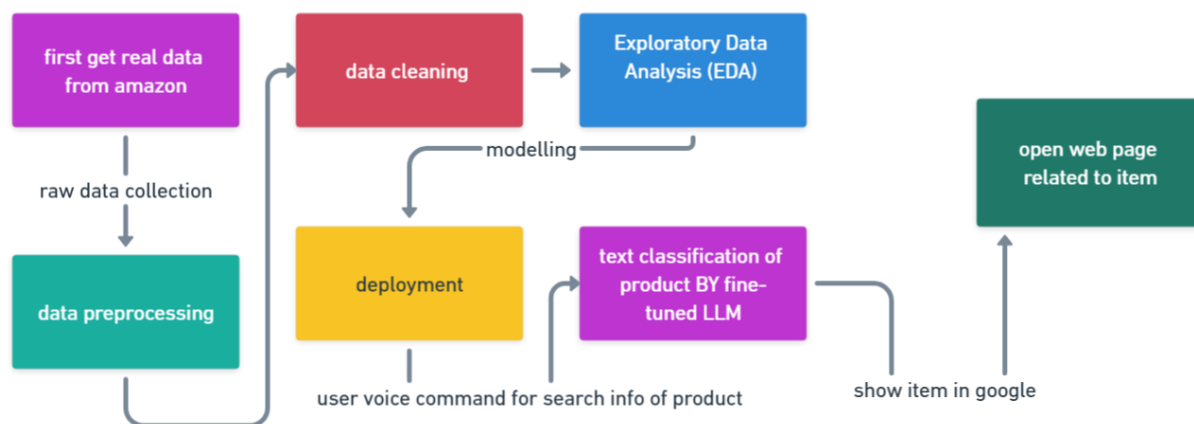 first get real data
from amazon
raw data collection
data preprocessing
data cleaning
Exploratory Data
Analysis (EDA)
modelling
deployment
user voice command for search info of product
text classification of
product BY fine-
tuned LLM
show item in google
open web page
related to item